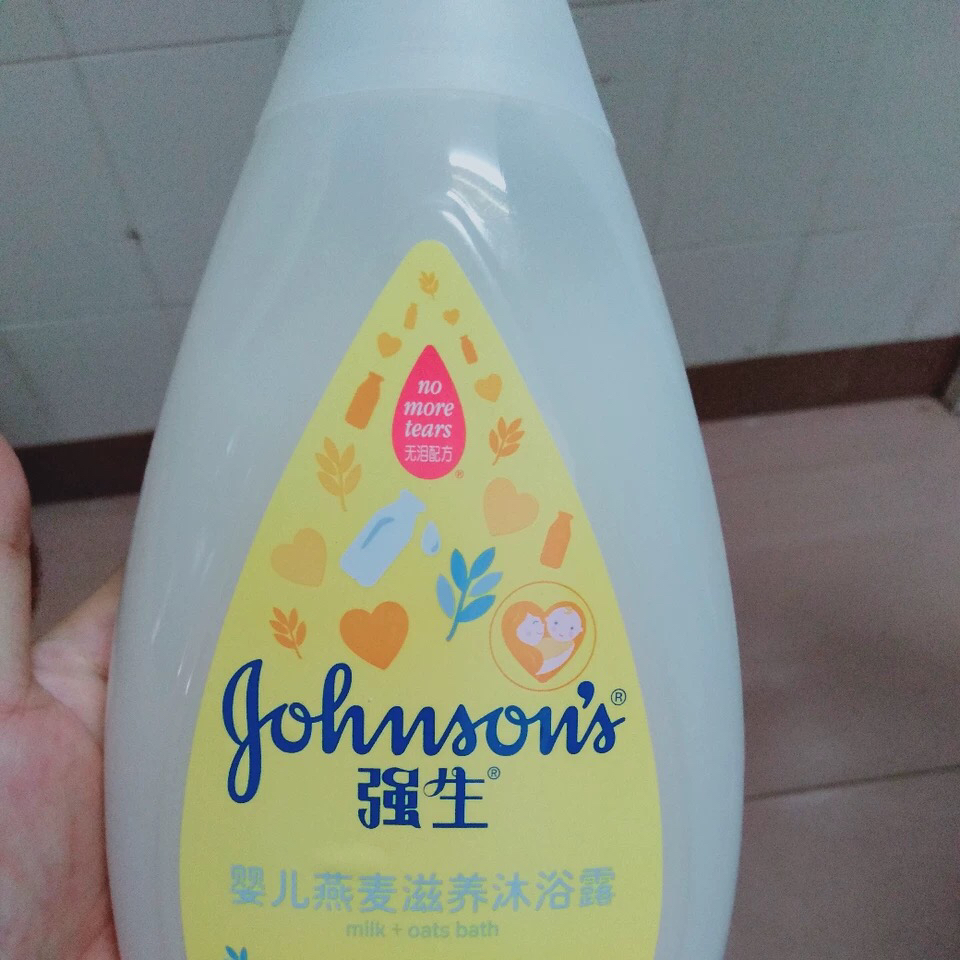 no
more
tears
无泪配方
®
Johnson's®
强生®
婴儿燕麦滋养沐浴露
milk + oats bath